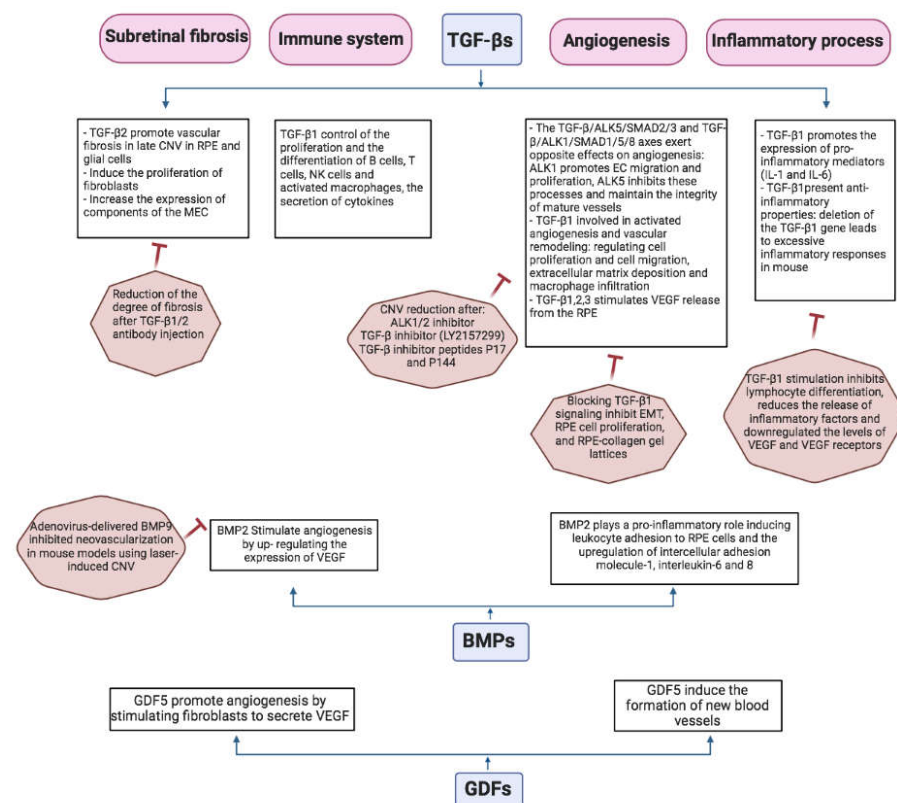 Subretinal fibrosis
Immune system
TGF-βs
Angiogenesis
Inflammatory process
- TGF-β2 promote vascular
fibrosis in late CNV in RPE and
glial cells
- Induce the proliferation of
fibroblasts
- Increase the expression of
components of the MEC
TGF-β1 control of the
proliferation and the
differentiation of B cells, T
cells, NK cells and
activated macrophages, the
secretion of cytokines
- The TGF-β/ALK5/SMAD2/3 and TGF-
β/ALK1/SMAD1/5/8 axes exert
opposite effects on angiogenesis:
ALK1 promotes EC migration and
proliferation, ALK5 inhibits these
processes and maintain the integrity
of mature vessels
- TGF-β1 involved in activated
angiogenesis and vascular
remodeling: regulating cell
proliferation and cell migration,
extracellular matrix deposition and
macrophage infiltration
- TGF-β1,2,3 stimulates VEGF release
from the RPE
- TGF-β1 promotes the
expression of pro-
inflammatory mediators
(IL-1 and IL-6)
- TGF-β1present anti-
inflammatory
properties: deletion of
the TGF-β1 gene leads to
excessive
inflammatory responses
in mouse
Reduction of the
degree of fibrosis
after TGF-β1/2
antibody injection
CNV reduction after:
ALK1/2 inhibitor
TGF-β inhibitor (LY2157299)
TGF-β inhibitor peptides P17
and P144
Blocking TGF-β1
signaling inhibit EMT,
RPE cell proliferation,
and RPE-collagen gel
lattices
TGF-β1 stimulation inhibits
lymphocyte differentiation,
reduces the release of
inflammatory factors and
downregulated the levels of
VEGF and VEGF receptors
Adenovirus-delivered BMP9
inhibited neovascularization
in mouse models using laser-
induced CNV
BMP2 Stimulate angiogenesis
by up- regulating the
expression of VEGF
BMP2 plays a pro-inflammatory role inducing
leukocyte adhesion to RPE cells and the
upregulation of intercellular adhesion
molecule-1, interleukin-6 and 8
BMPs
GDF5 promote angiogenesis by
stimulating fibroblasts to secrete VEGF
GDF5 induce the
formation of new blood
vessels
GDFs